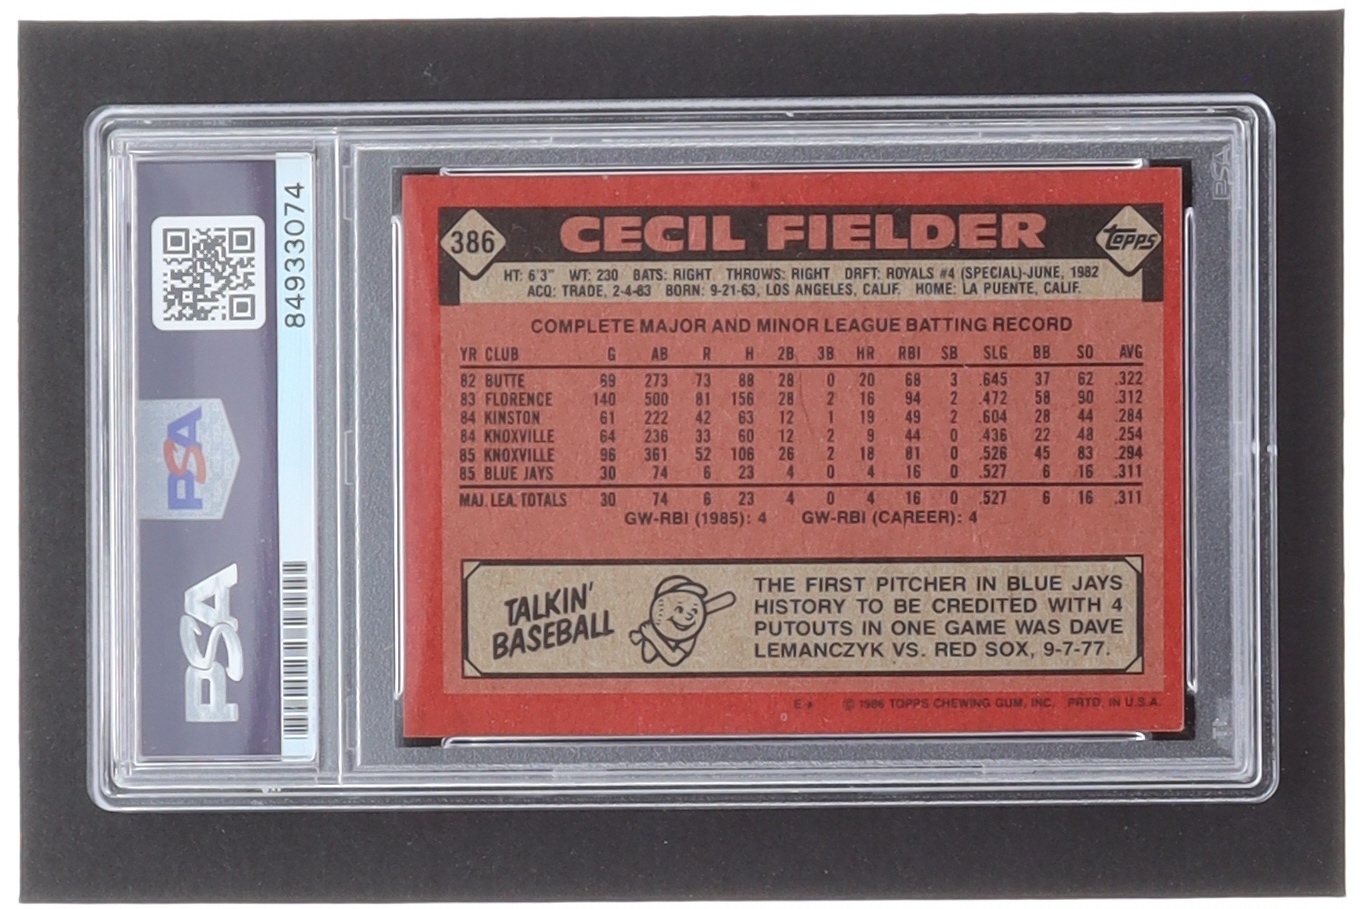 84933074
PSA
PSA
PSA
386
CECIL FIELDER
Topps
HT: 6'3" WT: 230 BATS: RIGHT THROWS: RIGHT DRFT: ROYALS #4 (SPECIAL)-JUNE, 1982
ACQ: TRADE, 2-4-83 BORN: 9-21-63, LOS ANGELES, CALIF. HOME: LA PUENTE, CALIF.
COMPLETE MAJOR AND MINOR LEAGUE BATTING RECORD
YR CLUB G AB R H 2B 3B HR RBI SB SLG BB SO AVG
82 BUTTE 69 273 73 88 28 0 20 68 3 .645 37 62 .322
83 FLORENCE 140 500 81 156 28 2 16 94 2 .472 58 90 .312
84 KINSTON 61 222 42 63 12 1 19 49 2 .604 28 44 .284
84 KNOXVILLE 64 236 33 60 12 2 9 44 0 .436 22 48 .254
85 KNOXVILLE 96 361 52 106 26 2 18 81 0 .526 45 83 .294
85 BLUE JAYS 30 74 6 23 4 0 4 16 0 .527 6 16 .311
MAJ. LEA. TOTALS 30 74 6 23 4 0 4 16 0 .527 6 16 .311
GW-RBI (1985): 4 GW-RBI (CAREER): 4
TALKIN'
BASEBALL
THE FIRST PITCHER IN BLUE JAYS
HISTORY TO BE CREDITED WITH 4
PUTOUTS IN ONE GAME WAS DAVE
LEMANCZYK VS. RED SOX, 9-7-77.
© 1986 TOPPS CHEWING GUM, INC. PRTD. IN U.S.A.